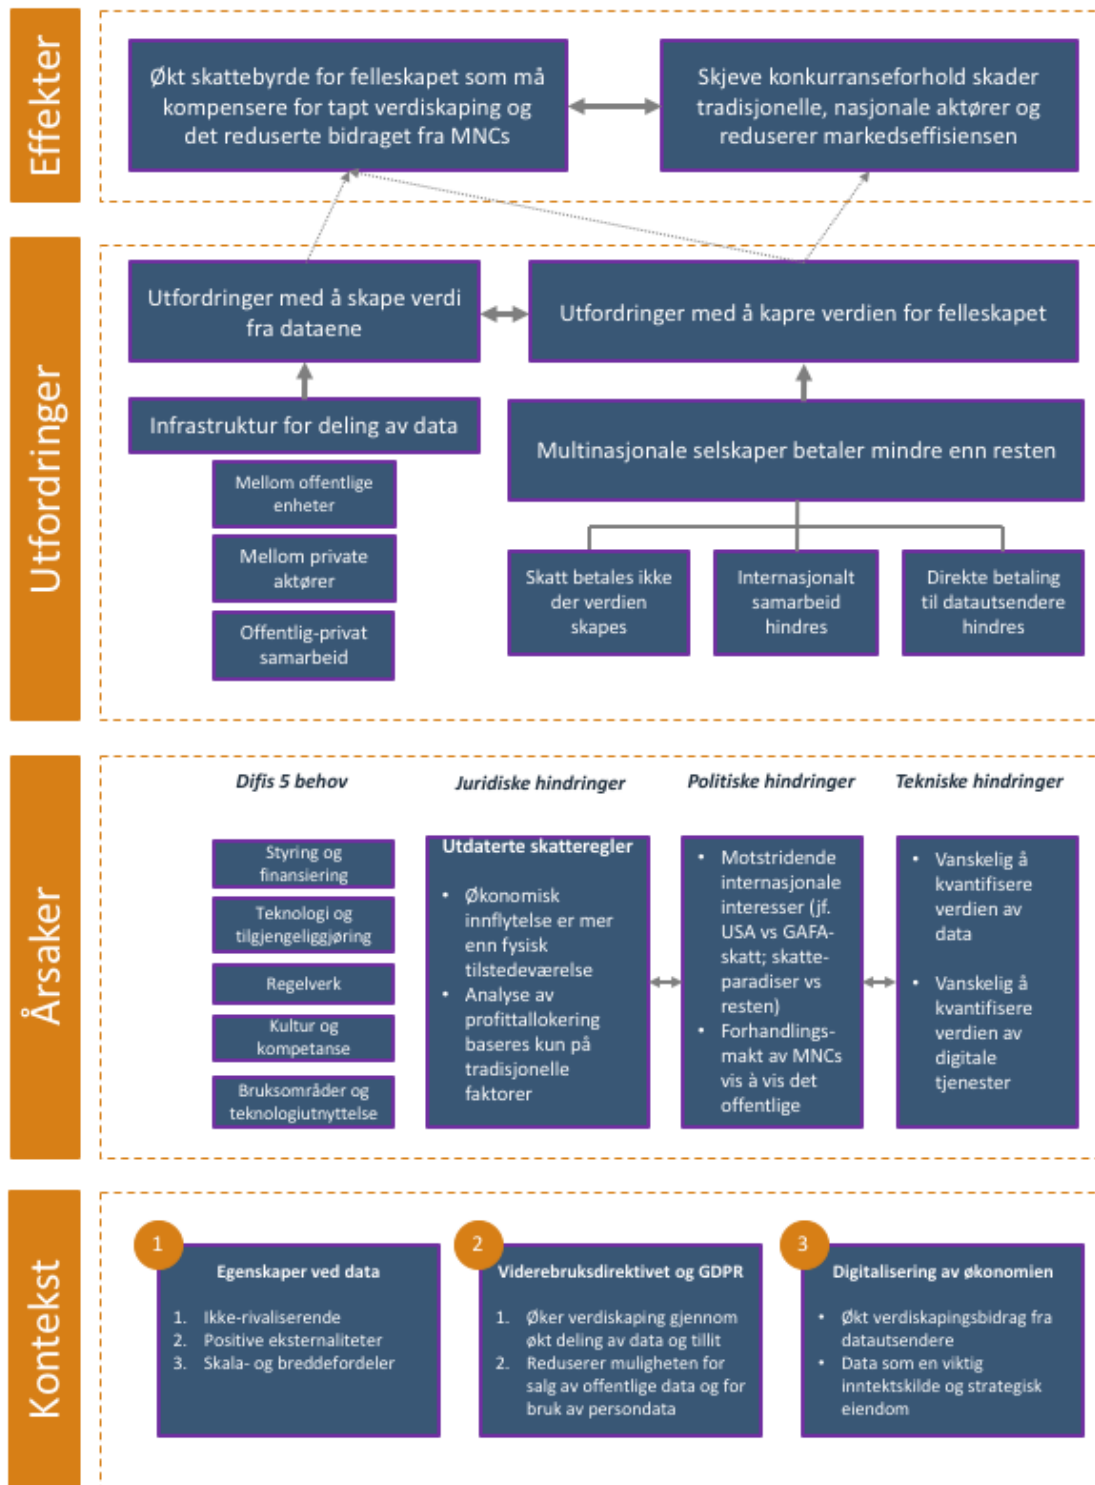 Effekter
Økt skattebyrde for felleskapet som må
kompensere for tapt verdiskaping og
det reduserte bidraget fra MNCs
Skjeve konkurranseforhold skader
tradisjonelle, nasjonale aktører og
reduserer markedseffisiensen
Utfordringer
Utfordringer med å skape verdi
fra dataene
Utfordringer med å kapre verdien for felleskapet
Infrastruktur for deling av data
Mellom offentlige
enheter
Mellom private
aktører
Offentlig-privat
samarbeid
Multinasjonale selskaper betaler mindre enn resten
Skatt betales ikke
der verdien
skapes
Internasjonalt
samarbeid
hindres
Direkte betaling
til datautsendere
hindres
Årsaker
Difis 5 behov
Styring og
finansiering
Teknologi og
tilgjengeliggjøring
Regelverk
Kultur og
kompetanse
Bruksområder og
teknologiutnyttelse
Juridiske hindringer
Utdaterte skatteregler
• Økonomisk
innflytelse er mer
enn fysisk
tilstedeværelse
• Analyse av
profittallokering
baseres kun på
tradisjonelle
faktorer
Politiske hindringer
• Motstridende
internasjonale
interesser (jf.
USA vs GAFA-
skatt; skatte-
paradiser vs
resten)
• Forhandlings-
makt av MNCs
vis à vis det
offentlige
Tekniske hindringer
• Vanskelig å
kvantifisere
verdien av
data
• Vanskelig å
kvantifisere
verdien av
digitale
tjenester
Kontekst
1
Egenskaper ved data
1. Ikke-rivaliserende
2. Positive eksternaliteter
3. Skala- og breddefordeler
2
Viderebruksdirektivet og GDPR
1. Øker verdiskaping gjennom
økt deling av data og tillit
2. Reduserer muligheten for
salg av offentlige data og for
bruk av persondata
3
Digitalisering av økonomien
• Økt verdiskapingsbidrag fra
datautsendere
• Data som en viktig
inntektskilde og strategisk
eiendom